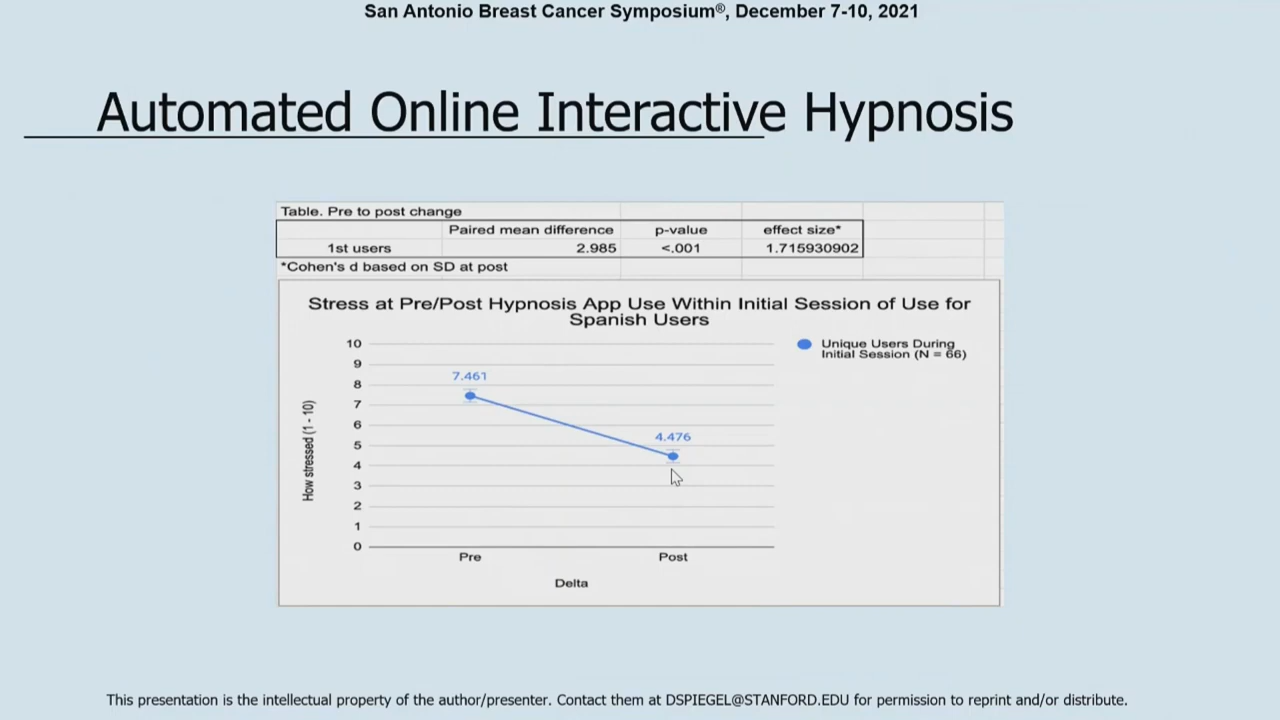 San Antonio Breast Cancer Symposium®, December 7-10, 2021
Automated Online Interactive Hypnosis
Table. Pre to post change
Paired mean difference p-value effect size*
1st users 2.985 <.001 1.715930902
*Cohen's d based on SD at post
Stress at Pre/Post Hypnosis App Use Within Initial Session of Use for
Spanish Users
How stressed (1 - 10)
10
9
8
7
6
5
4
3
2
1
0
7.461
4.476
Pre Post
Delta
Unique Users During
Initial Session (N = 66)
This presentation is the intellectual property of the author/presenter. Contact them at DSPIEGEL@STANFORD.EDU for permission to reprint and/or distribute.